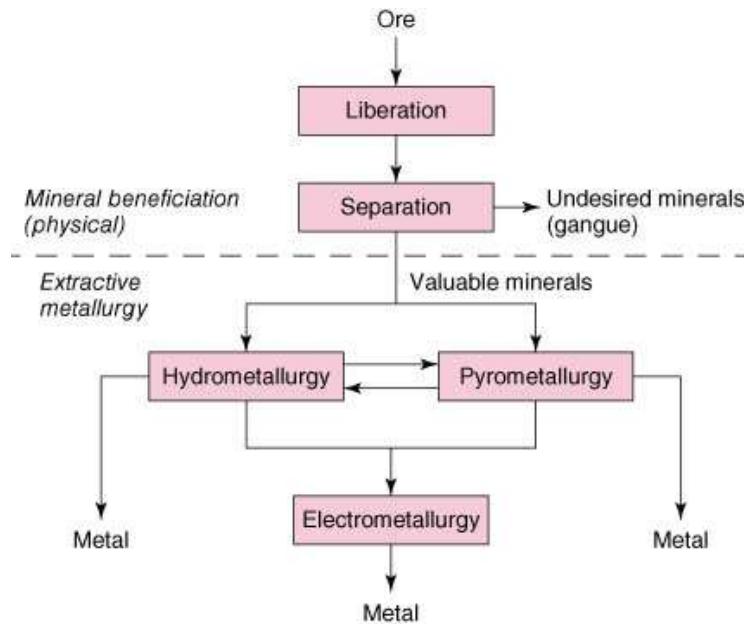 Ore
Liberation
Mineral beneficiation
(physical)
Separation
Undesired minerals
(gangue)
Extractive
metallurgy
Valuable minerals
Hydrometallurgy
Pyrometallurgy
Metal
Electrometallurgy
Metal
Metal